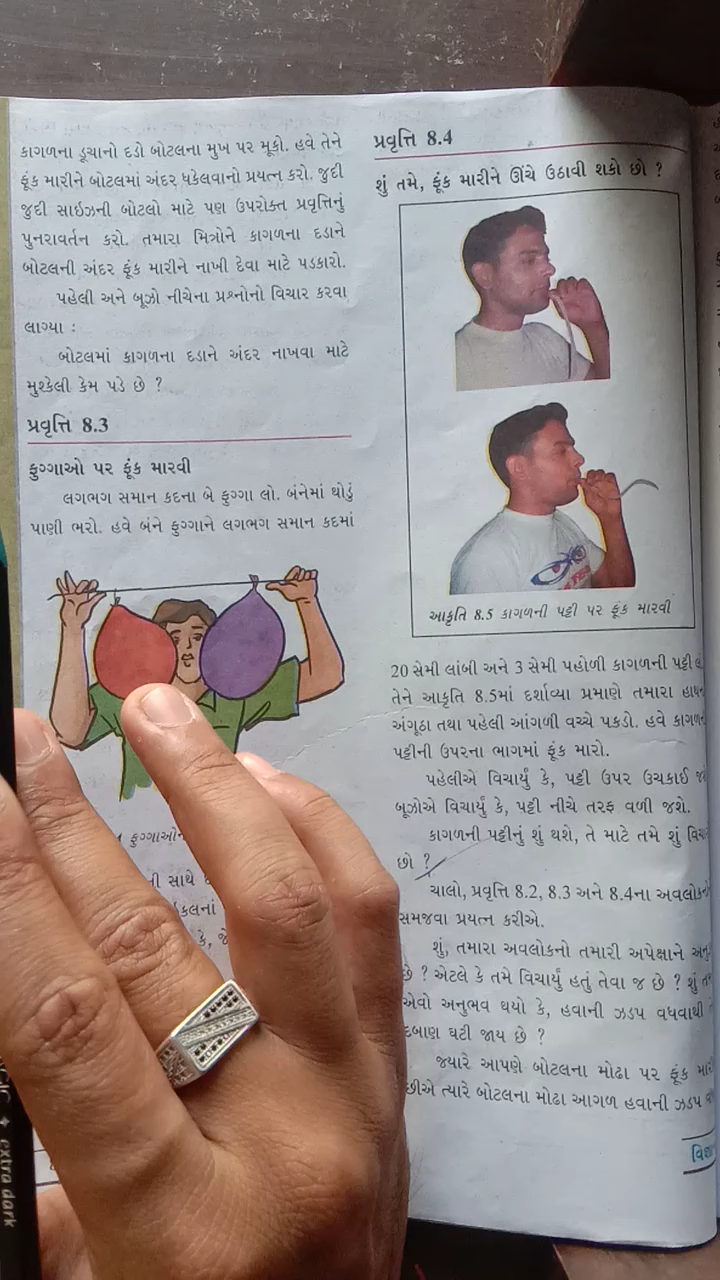 કાગળના ડૂચાનો દડો બોટલના મુખ પર મૂકો. હવે તેને
ફૂંક મારીને બોટલમાં અંદર ધકેલવાનો પ્રયત્ન કરો. જુદી
જુદી સાઇઝની બોટલો માટે પણ ઉપરોક્ત પ્રવૃત્તિનું
પુનરાવર્તન કરો. તમારા મિત્રોને કાગળના દડાને
બોટલની અંદર ફૂંક મારીને નાખી દેવા માટે પડકારો.
પહેલી અને બૂઝો નીચેના પ્રશ્નોનો વિચાર કરવા
લાગ્યા :
બોટલમાં કાગળના દડાને અંદર નાખવા માટે
મુશ્કેલી કેમ પડે છે ?
પ્રવૃત્તિ 8.3
ફુગ્ગાઓ પર ફૂંક મારવી
લગભગ સમાન કદના બે ફુગ્ગા લો. બંનેમાં થોડું
પાણી ભરો. હવે બંને ફુગ્ગાને લગભગ સમાન કદમાં
ફુગ્ગાઓને
ની સાથે
કે,
પ્રવૃત્તિ 8.4
શું તમે, ફૂંક મારીને ઊંચે ઉઠાવી શકો છો ?
આકૃતિ 8.5 કાગળની પટ્ટી પર ફૂંક મારવી
20 સેમી લાંબી અને 3 સેમી પહોળી કાગળની પટ્ટી
તેને આકૃતિ 8.5માં દર્શાવ્યા પ્રમાણે તમારા
અંગૂઠા તથા પહેલી આંગળી વચ્ચે પકડો. હવે
પટ્ટીની ઉપરના ભાગમાં ફૂંક મારો.
પહેલીએ વિચાર્યું કે, પટ્ટી ઉપર ઉચકાઈ
બૂઝોએ વિચાર્યું કે, પટ્ટી નીચે તરફ વળી જશે.
કાગળની પટ્ટીનું શું થશે, તે માટે તમે શું
છો ?
ચાલો, પ્રવૃત્તિ 8.2, 8.3 અને 8.4ના
સમજવા પ્રયત્ન કરીએ.
શું, તમારા અવલોકનો તમારી અપેક્ષાને
છે ? એટલે કે તમે વિચાર્યું હતું તેવા જ છે ? શું
એવો અનુભવ થયો કે, હવાની ઝડપ વધવાથી
દબાણ ઘટી જાય છે ?
જ્યારે આપણે બોટલના મોઢા પર ફૂંક
છીએ ત્યારે બોટલના મોઢા આગળ હવાની ઝડપ
extra dark